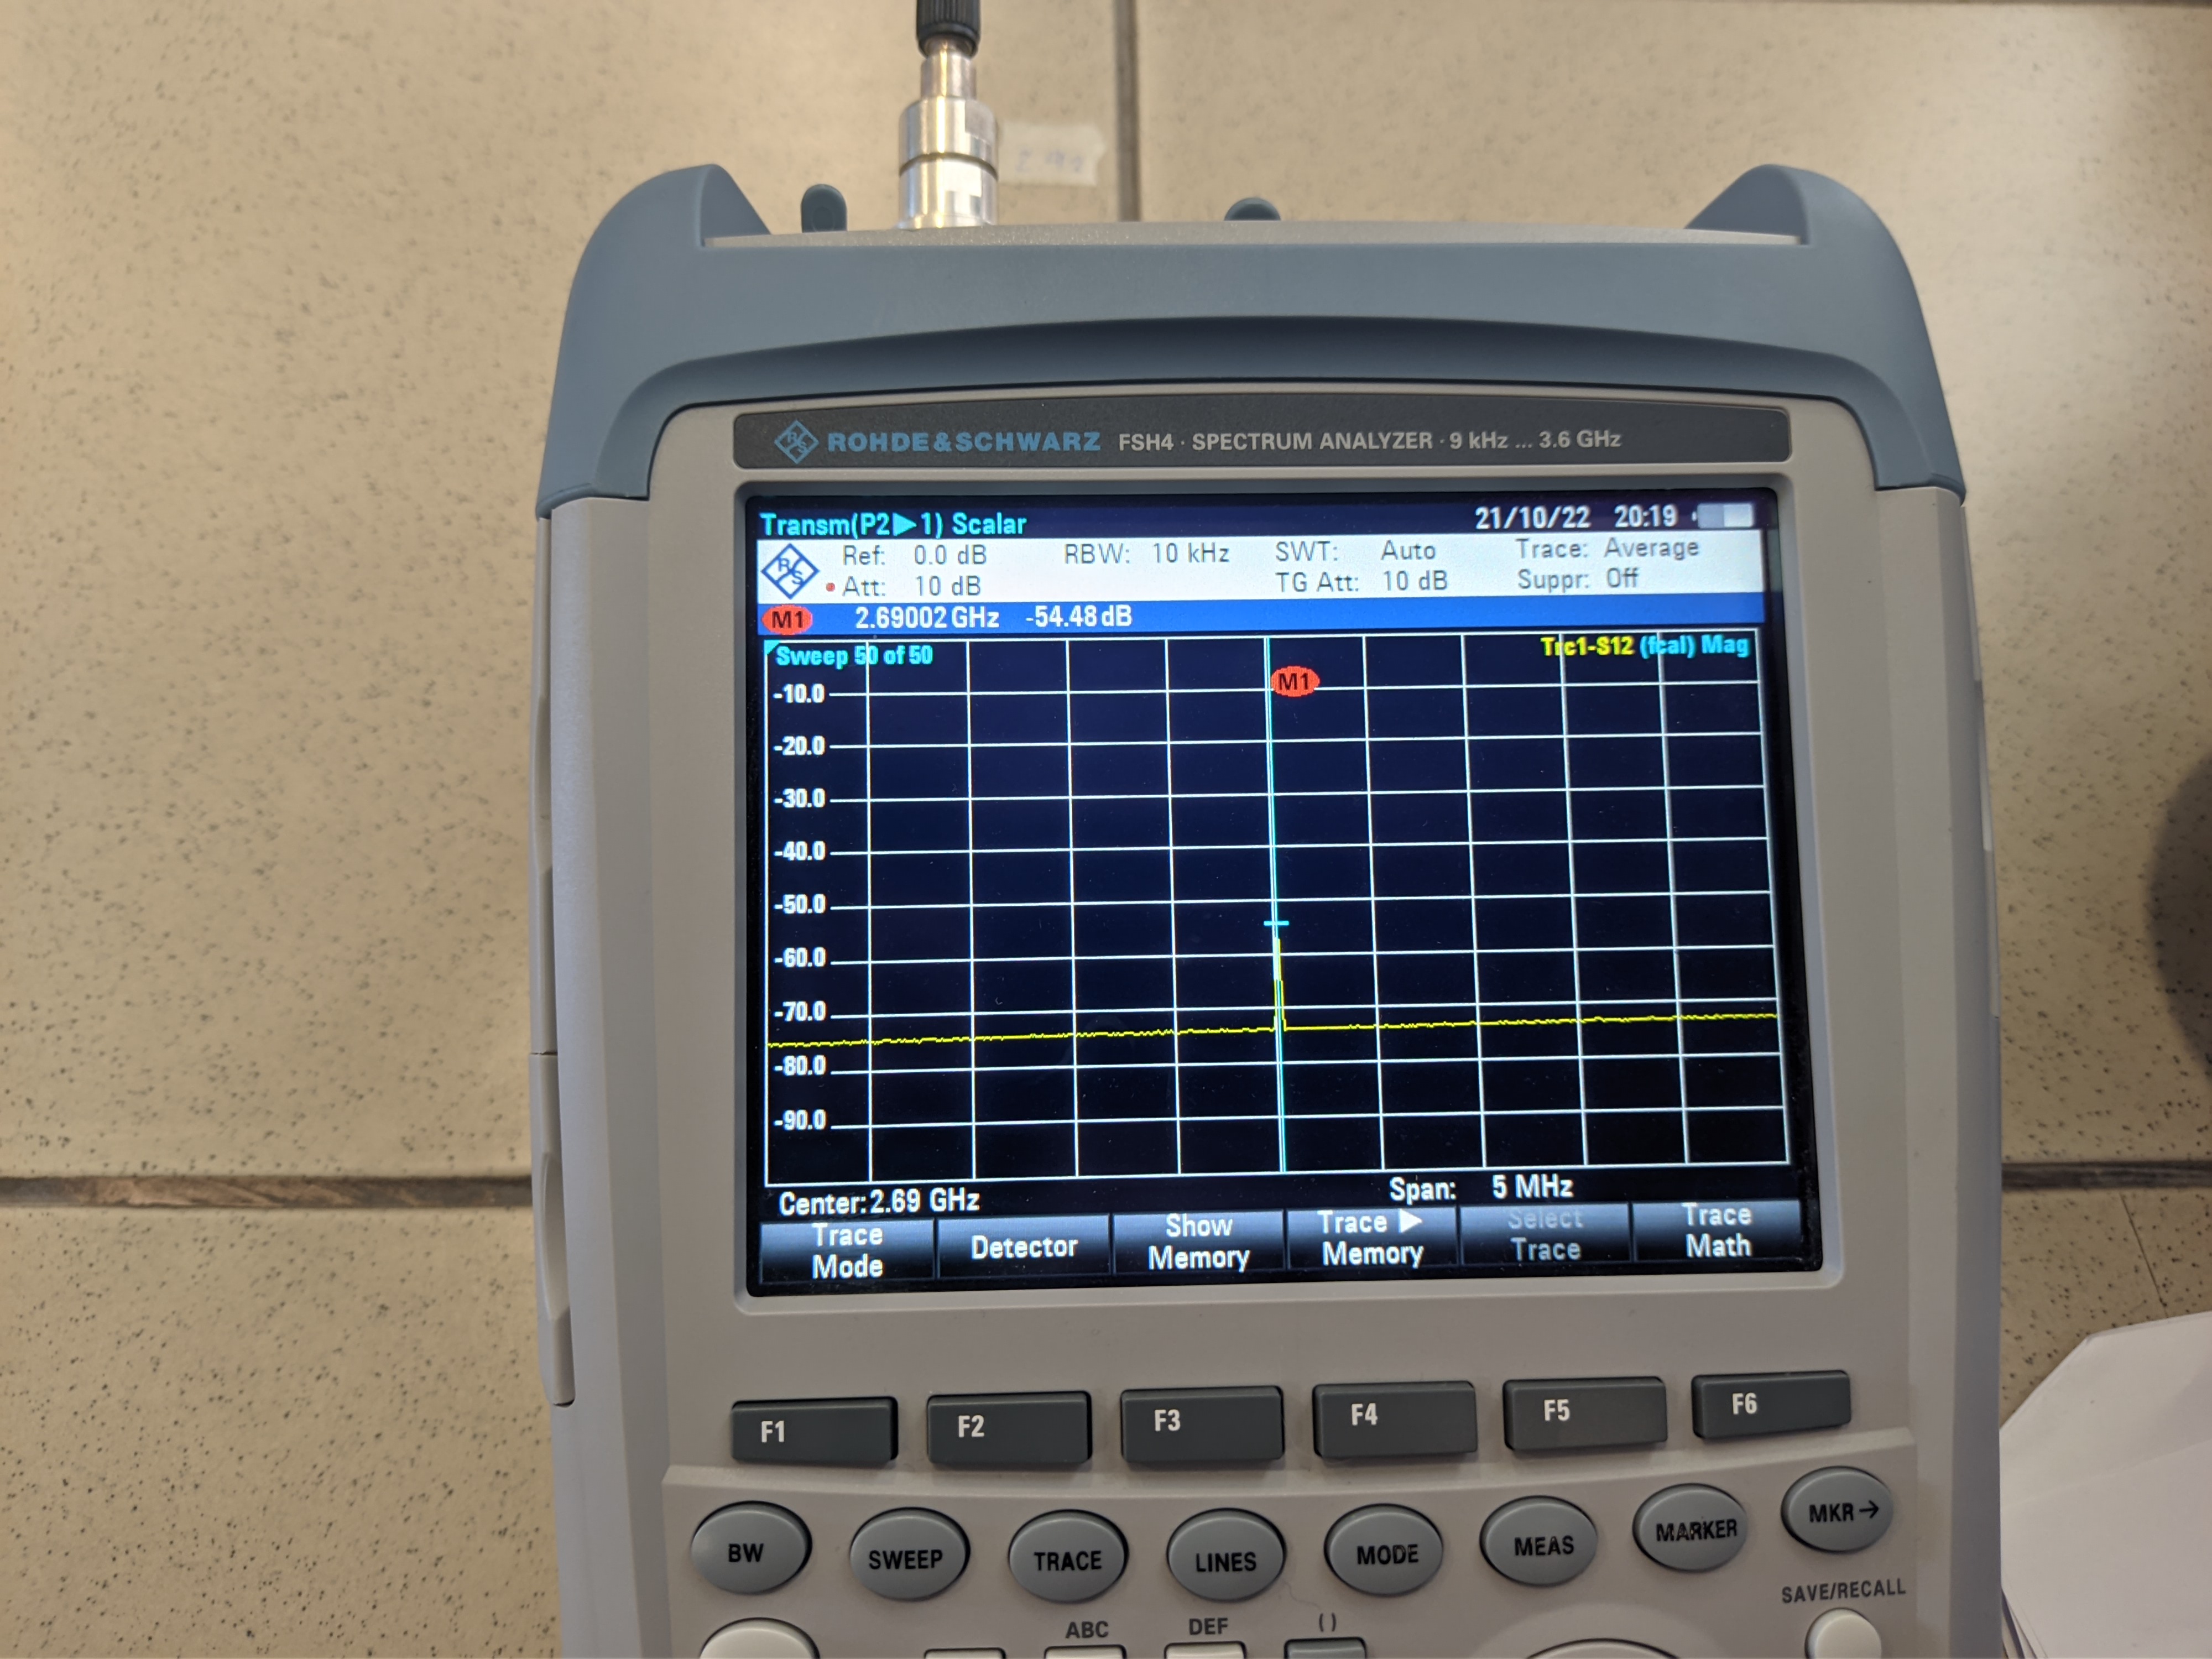 ROHDE&SCHWARZ FSH4 · SPECTRUM ANALYZER · 9 kHz ... 3.6 GHz
Transm(P2▶1) Scalar 21/10/22 20:19
R S Ref: 0.0 dB RBW: 10 kHz SWT: Auto Trace: Average
• Att: 10 dB TG Att: 10 dB Suppr: Off
M1 2.69002 GHz -54.48 dB
Sweep 50 of 50 Trc1-S12 (fcal) Mag
M1
-10.0
-20.0
-30.0
-40.0
-50.0
-60.0
-70.0
-80.0
-90.0
Center: 2.69 GHz Span: 5 MHz
Trace Mode Detector Show Memory Trace ▶ Memory Select Trace Trace Math
F1 F2 F3 F4 F5 F6
BW SWEEP TRACE LINES MODE MEAS MARKER MKR→
SAVE/RECALL
ABC DEF ( )